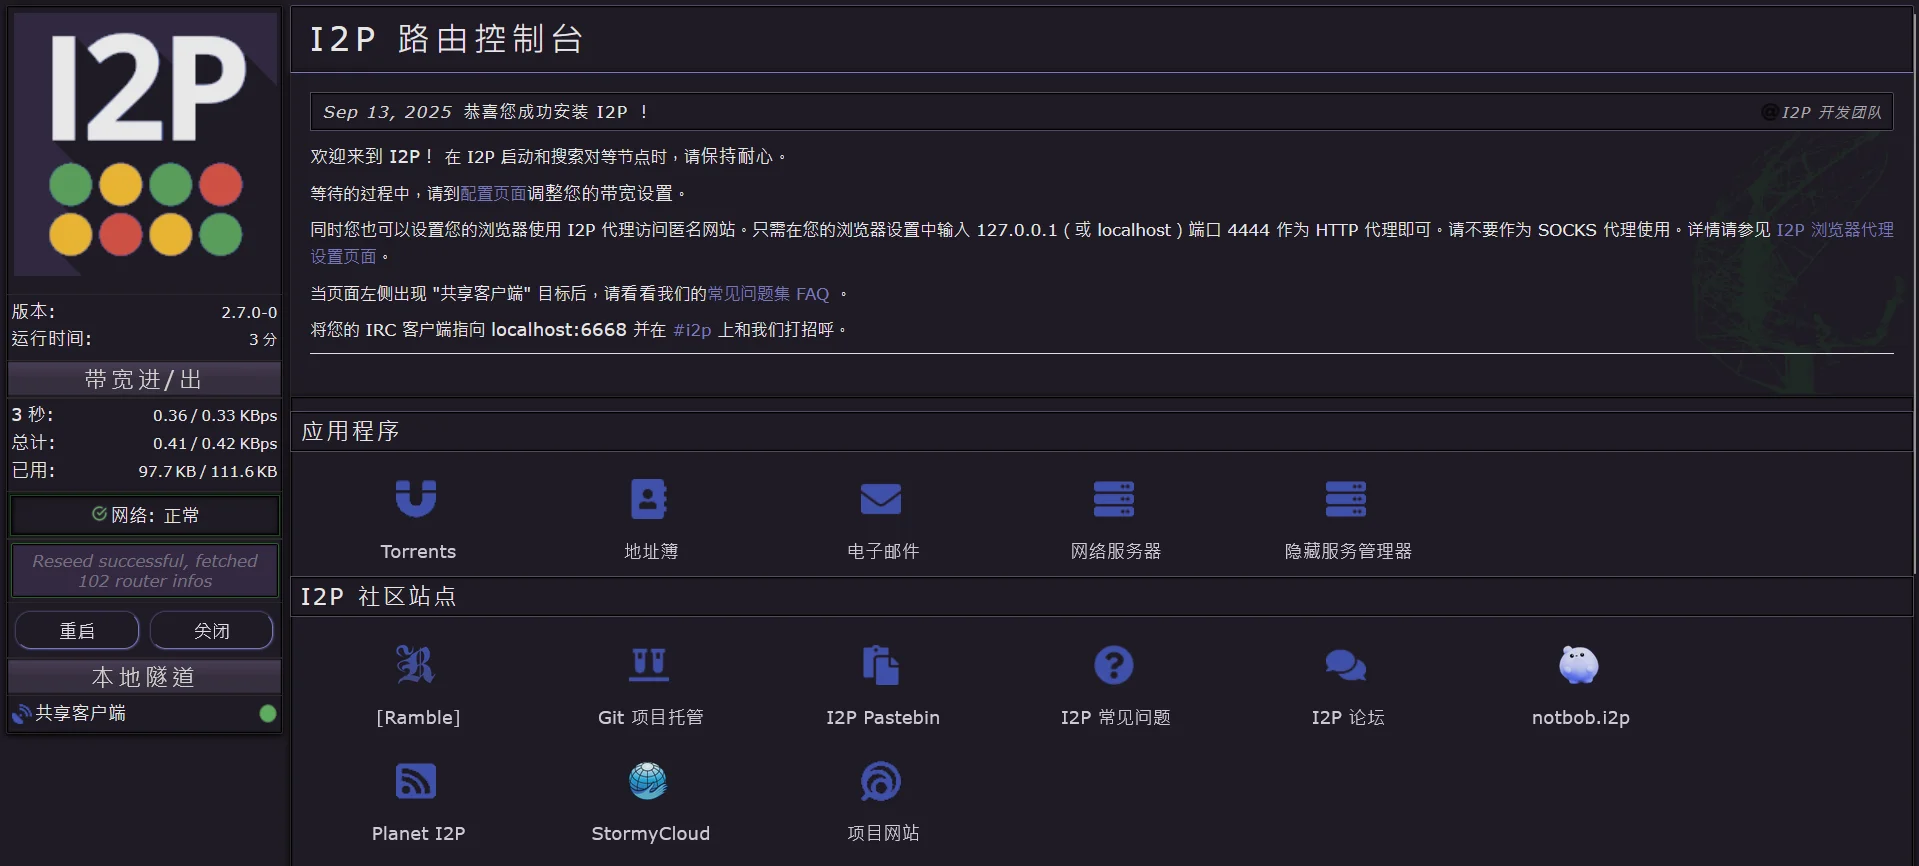 I2P
版本: 2.7.0-0
运行时间: 3 分
带宽进/出
3 秒: 0.36 / 0.33 KBps
总计: 0.41 / 0.42 KBps
已用: 97.7 KB / 111.6 KB
网络: 正常
Reseed successful, fetched
102 router infos
重启 关闭
本地隧道
共享客户端
I2P 路由控制台
Sep 13, 2025 恭喜您成功安装 I2P ！ @I2P 开发团队
欢迎来到 I2P！ 在 I2P 启动和搜索对等节点时，请保持耐心。
等待的过程中，请到配置页面调整您的带宽设置。
同时您也可以设置您的浏览器使用 I2P 代理访问匿名网站。只需在您的浏览器设置中输入 127.0.0.1 ( 或 localhost ) 端口 4444 作为 HTTP 代理即可。请不要作为 SOCKS 代理使用。详情请参见 I2P 浏览器代理
设置页面。
当页面左侧出现 "共享客户端" 目标后，请看看我们的常见问题集 FAQ 。
将您的 IRC 客户端指向 localhost:6668 并在 #i2p 上和我们打招呼。
应用程序
Torrents 地址簿 电子邮件 网络服务器 隐藏服务管理器
I2P 社区站点
[Ramble] Git 项目托管 I2P Pastebin I2P 常见问题 I2P 论坛 notbob.i2p
Planet I2P StormyCloud 项目网站